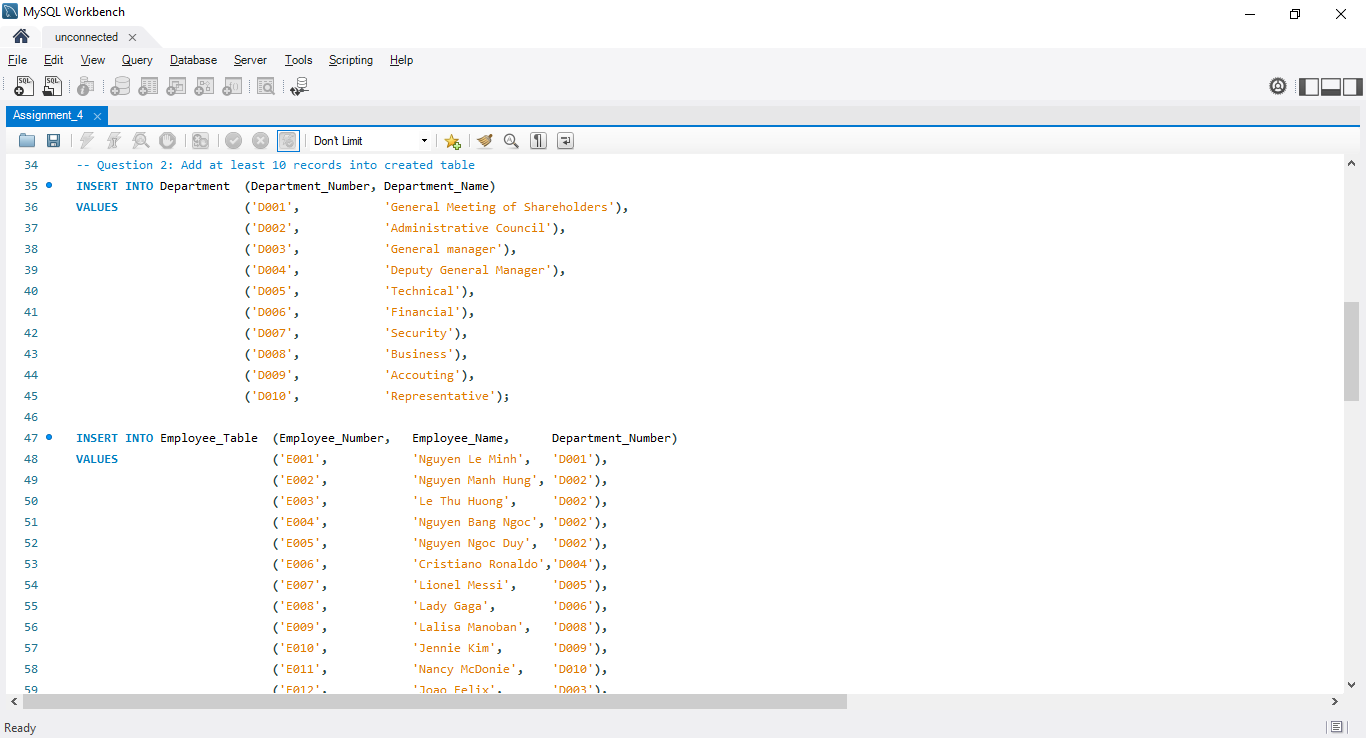 MySQL Workbench
unconnected
File Edit View Query Database Server Tools Scripting Help
SQL SQL
Assignment_4
Don't Limit
34 -- Question 2: Add at least 10 records into created table
35 INSERT INTO Department (Department_Number, Department_Name)
36 VALUES ('D001', 'General Meeting of Shareholders'),
37 ('D002', 'Administrative Council'),
38 ('D003', 'General manager'),
39 ('D004', 'Deputy General Manager'),
40 ('D005', 'Technical'),
41 ('D006', 'Financial'),
42 ('D007', 'Security'),
43 ('D008', 'Business'),
44 ('D009', 'Accouting'),
45 ('D010', 'Representative');
46
47 INSERT INTO Employee_Table (Employee_Number, Employee_Name, Department_Number)
48 VALUES ('E001', 'Nguyen Le Minh', 'D001'),
49 ('E002', 'Nguyen Manh Hung', 'D002'),
50 ('E003', 'Le Thu Huong', 'D002'),
51 ('E004', 'Nguyen Bang Ngoc', 'D002'),
52 ('E005', 'Nguyen Ngoc Duy', 'D002'),
53 ('E006', 'Cristiano Ronaldo','D004'),
54 ('E007', 'Lionel Messi', 'D005'),
55 ('E008', 'Lady Gaga', 'D006'),
56 ('E009', 'Lalisa Manoban', 'D008'),
57 ('E010', 'Jennie Kim', 'D009'),
58 ('E011', 'Nancy McDonie', 'D010'),
59 ('E012', 'Joao Felix', 'D003'),
Ready